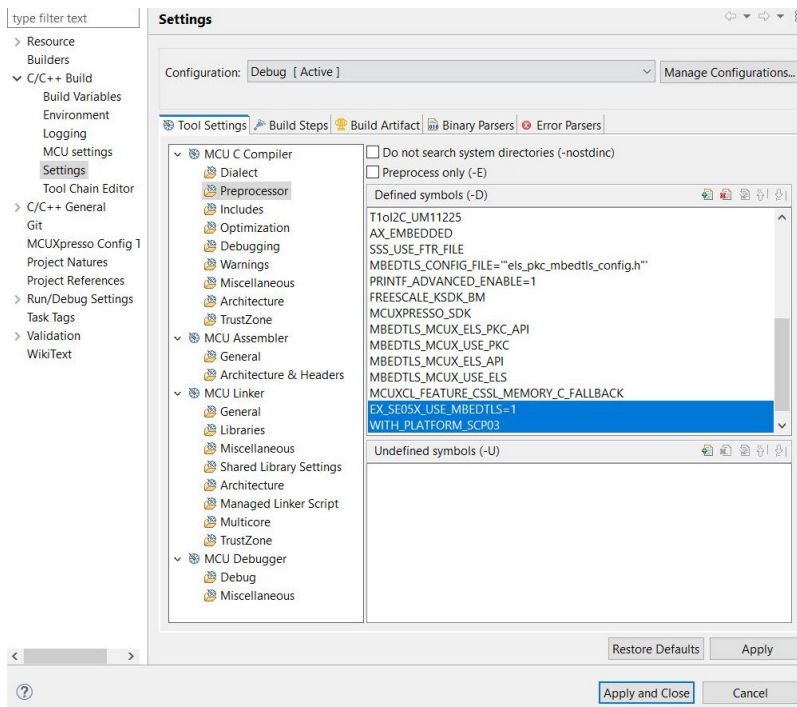 type filter text
Resource
Builders
C/C++ Build
Build Variables
Environment
Logging
MCU settings
Settings
Tool Chain Editor
C/C++ General
Git
MCUXpresso Config T
Project Natures
Project References
Run/Debug Settings
Task Tags
Validation
WikiText
Settings
Configuration: Debug [ Active ]
Manage Configurations...
Tool Settings Build Steps Build Artifact Binary Parsers Error Parsers
MCU C Compiler
Dialect
Preprocessor
Includes
Optimization
Debugging
Warnings
Miscellaneous
Architecture
TrustZone
MCU Assembler
General
Architecture & Headers
MCU Linker
General
Libraries
Miscellaneous
Shared Library Settings
Architecture
Managed Linker Script
Multicore
TrustZone
MCU Debugger
Debug
Miscellaneous
Do not search system directories (-nostdinc)
Preprocess only (-E)
Defined symbols (-D)
T1oI2C_UM11225
AX_EMBEDDED
SSS_USE_FTR_FILE
MBEDTLS_CONFIG_FILE='"els_pkc_mbedtls_config.h"'
PRINTF_ADVANCED_ENABLE=1
FREESCALE_KSDK_BM
MCUXPRESSO_SDK
MBEDTLS_MCUX_ELS_PKC_API
MBEDTLS_MCUX_USE_PKC
MBEDTLS_MCUX_ELS_API
MBEDTLS_MCUX_USE_ELS
MCUXCL_FEATURE_CSSL_MEMORY_C_FALLBACK
EX_SE05X_USE_MBEDTLS=1
WITH_PLATFORM_SCP03
Undefined symbols (-U)
Restore Defaults
Apply
Apply and Close
Cancel